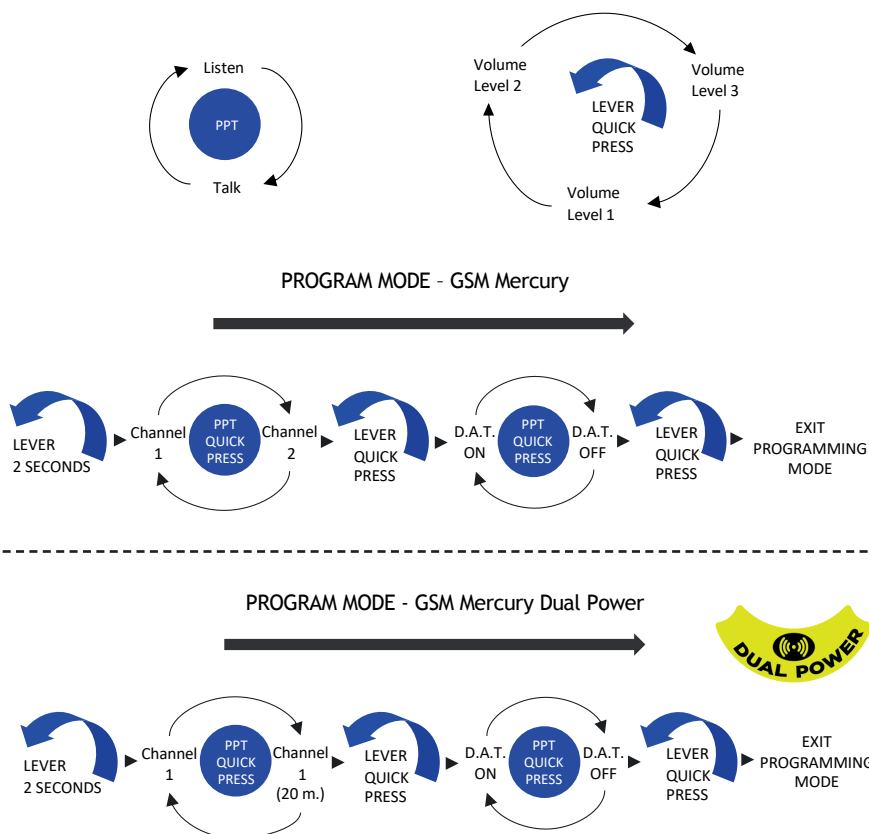 Listen
PPT
Talk
Volume
Level 2
Volume
Level 3
LEVER
QUICK
PRESS
Volume
Level 1
PROGRAM MODE – GSM Mercury
LEVER
2 SECONDS
Channel
1
PPT
QUICK
PRESS
Channel
2
LEVER
QUICK
PRESS
D.A.T.
ON
PPT
QUICK
PRESS
D.A.T.
OFF
LEVER
QUICK
PRESS
EXIT
PROGRAMMING
MODE
PROGRAM MODE - GSM Mercury Dual Power
DUAL POWER
LEVER
2 SECONDS
Channel
1
PPT
QUICK
PRESS
Channel
1
(20 m.)
LEVER
QUICK
PRESS
D.A.T.
ON
PPT
QUICK
PRESS
D.A.T.
OFF
LEVER
QUICK
PRESS
EXIT
PROGRAMMING
MODE